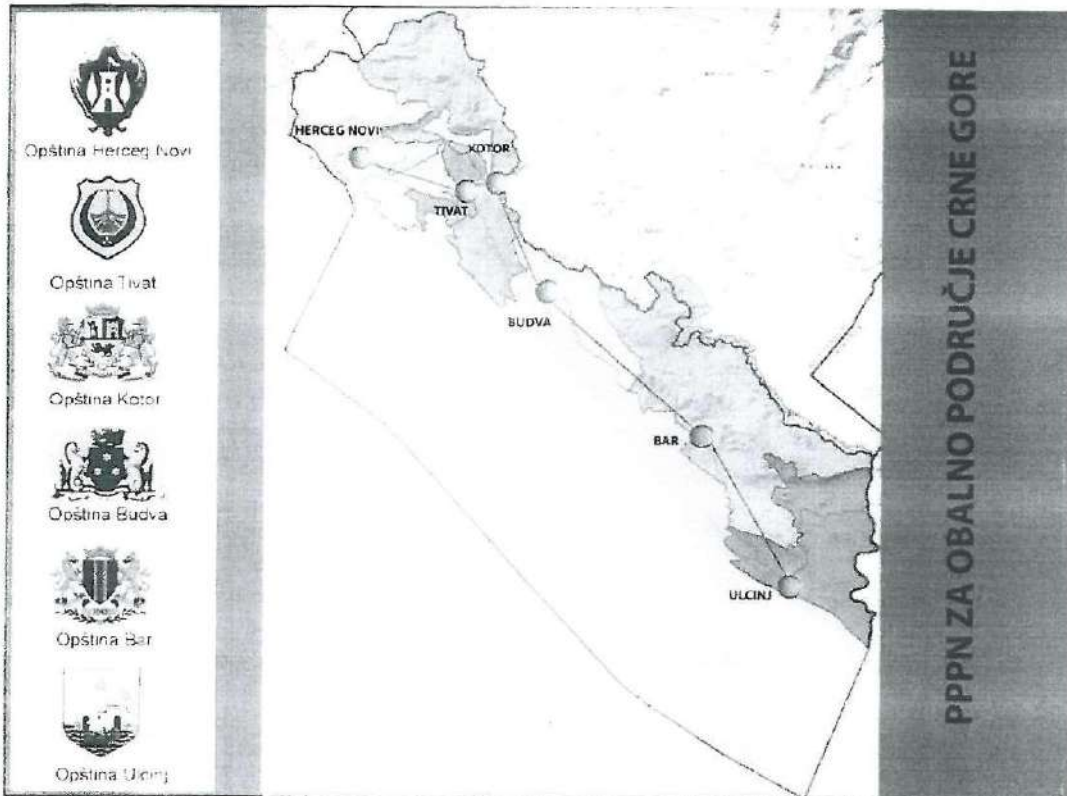 Opština Herceg Novi
Opština Tivat
Opština Kotor
Opština Budva
Opština Bar
Opština Ulcinj
HERCEG NOVI
KOTOR
TIVAT
BUDVA
BAR
ULCINJ
PPPN ZA OBALNO PODRUČJE CRNE GORE